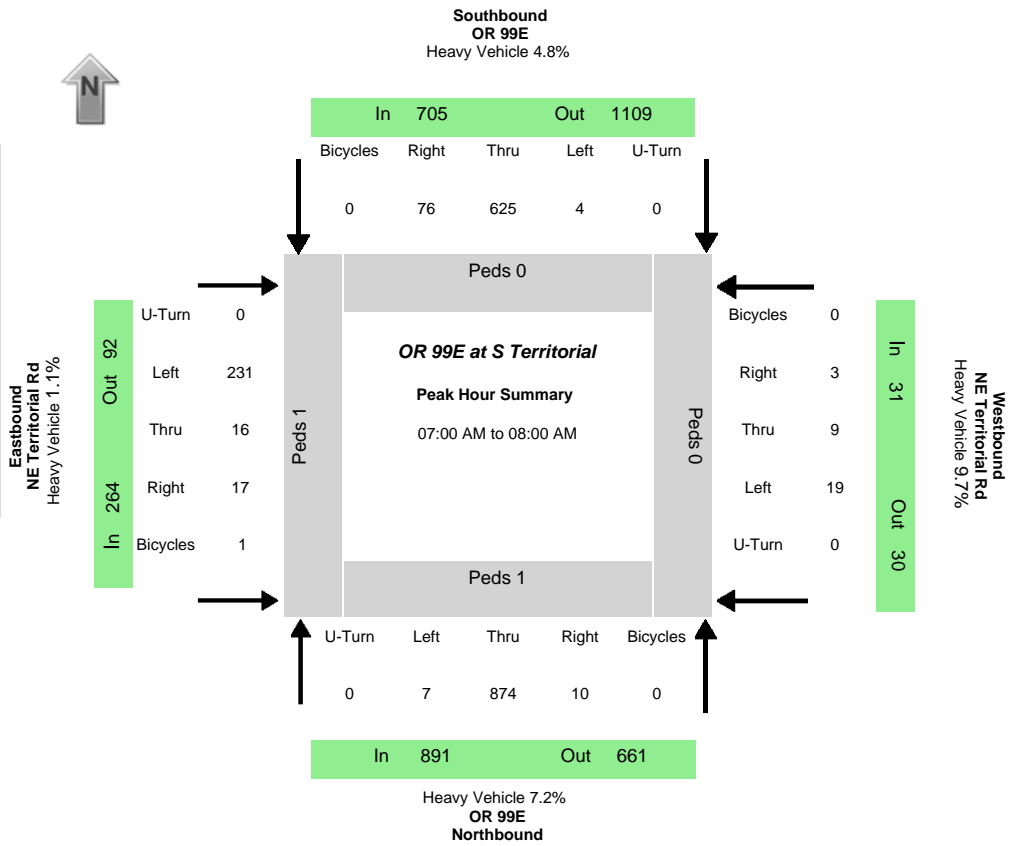 Southbound
OR 99E
Heavy Vehicle 4.8%
N
In 705 Out 1109
Bicycles Right Thru Left U-Turn
0 76 625 4 0
Peds 0
U-Turn 0
Left 231
Thru 16
Right 17
Bicycles 1
Out 92
In 264
Eastbound
NE Territorial Rd
Heavy Vehicle 1.1%
Peds 1
OR 99E at S Territorial
Peak Hour Summary
07:00 AM to 08:00 AM
Peds 0
Bicycles 0
Right 3
Thru 9
Left 19
U-Turn 0
In 31
Out 30
Westbound
NE Territorial Rd
Heavy Vehicle 9.7%
Peds 1
U-Turn Left Thru Right Bicycles
0 7 874 10 0
In 891 Out 661
Heavy Vehicle 7.2%
OR 99E
Northbound